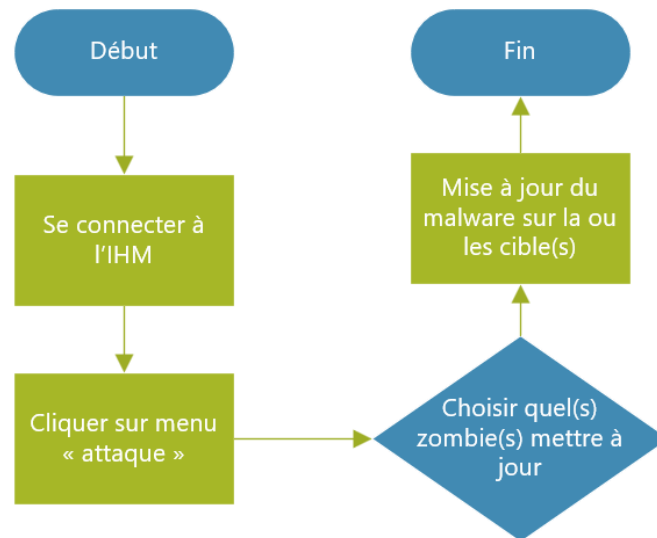 Début
Se connecter à
l’IHM
Cliquer sur menu
« attaque »
Choisir quel(s)
zombie(s) mettre à
jour
Mise à jour du
malware sur la ou
les cible(s)
Fin